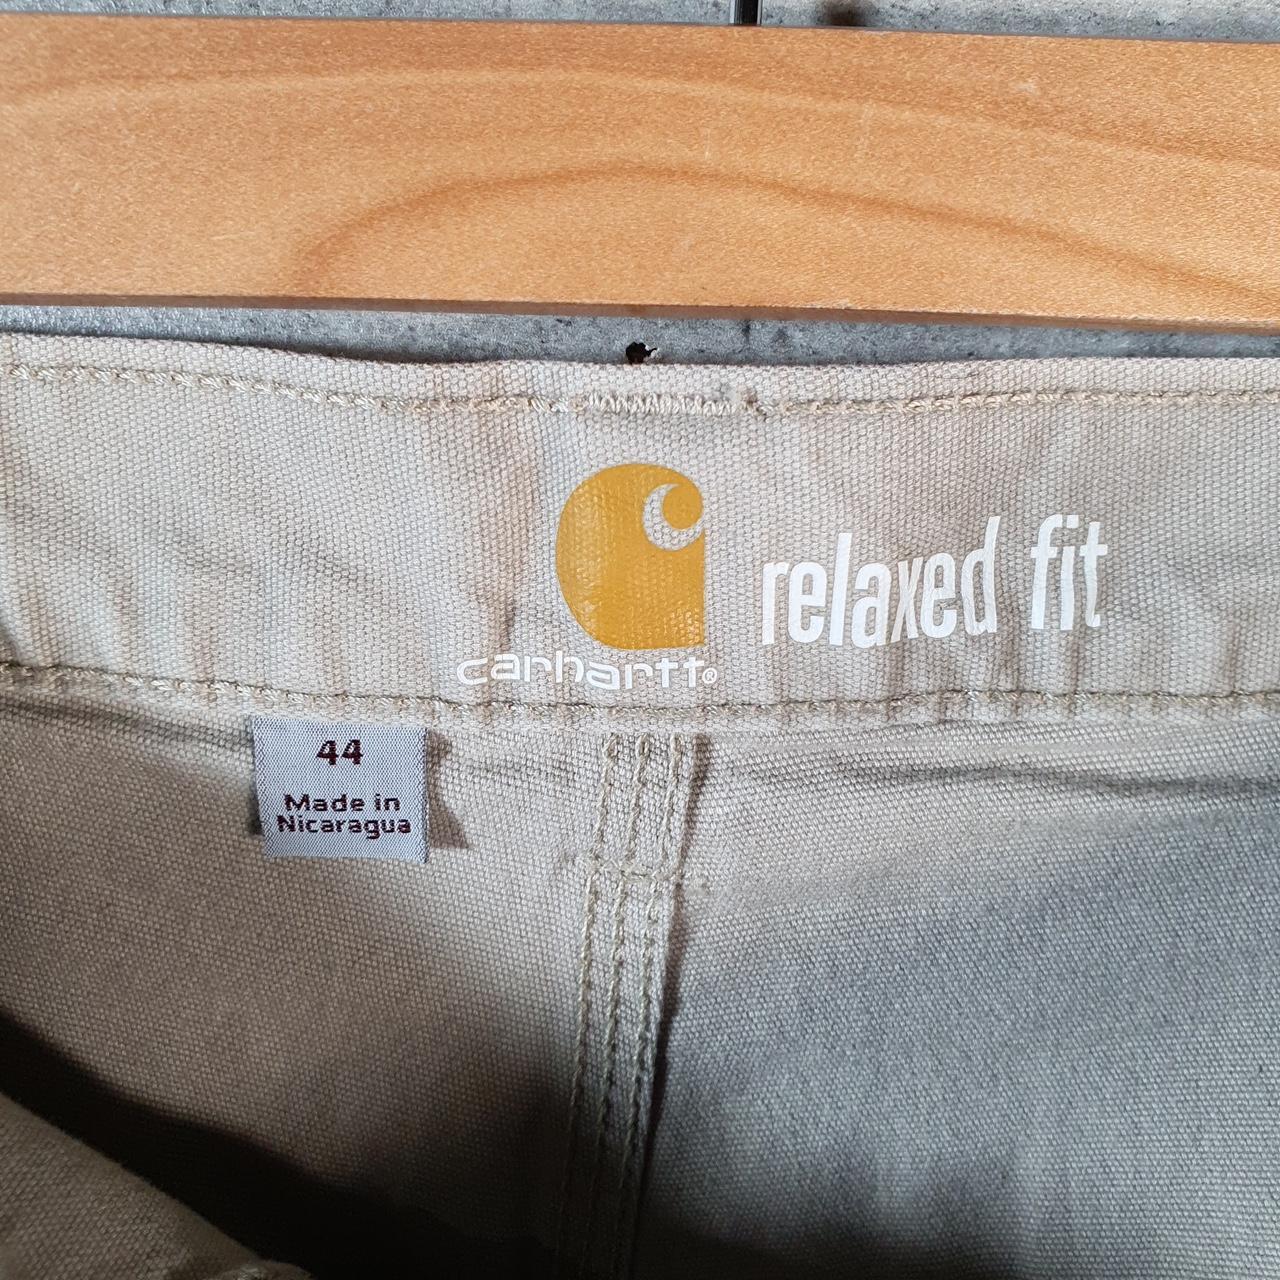 relaxed fit
carhartt®
44
Made in
Nicaragua